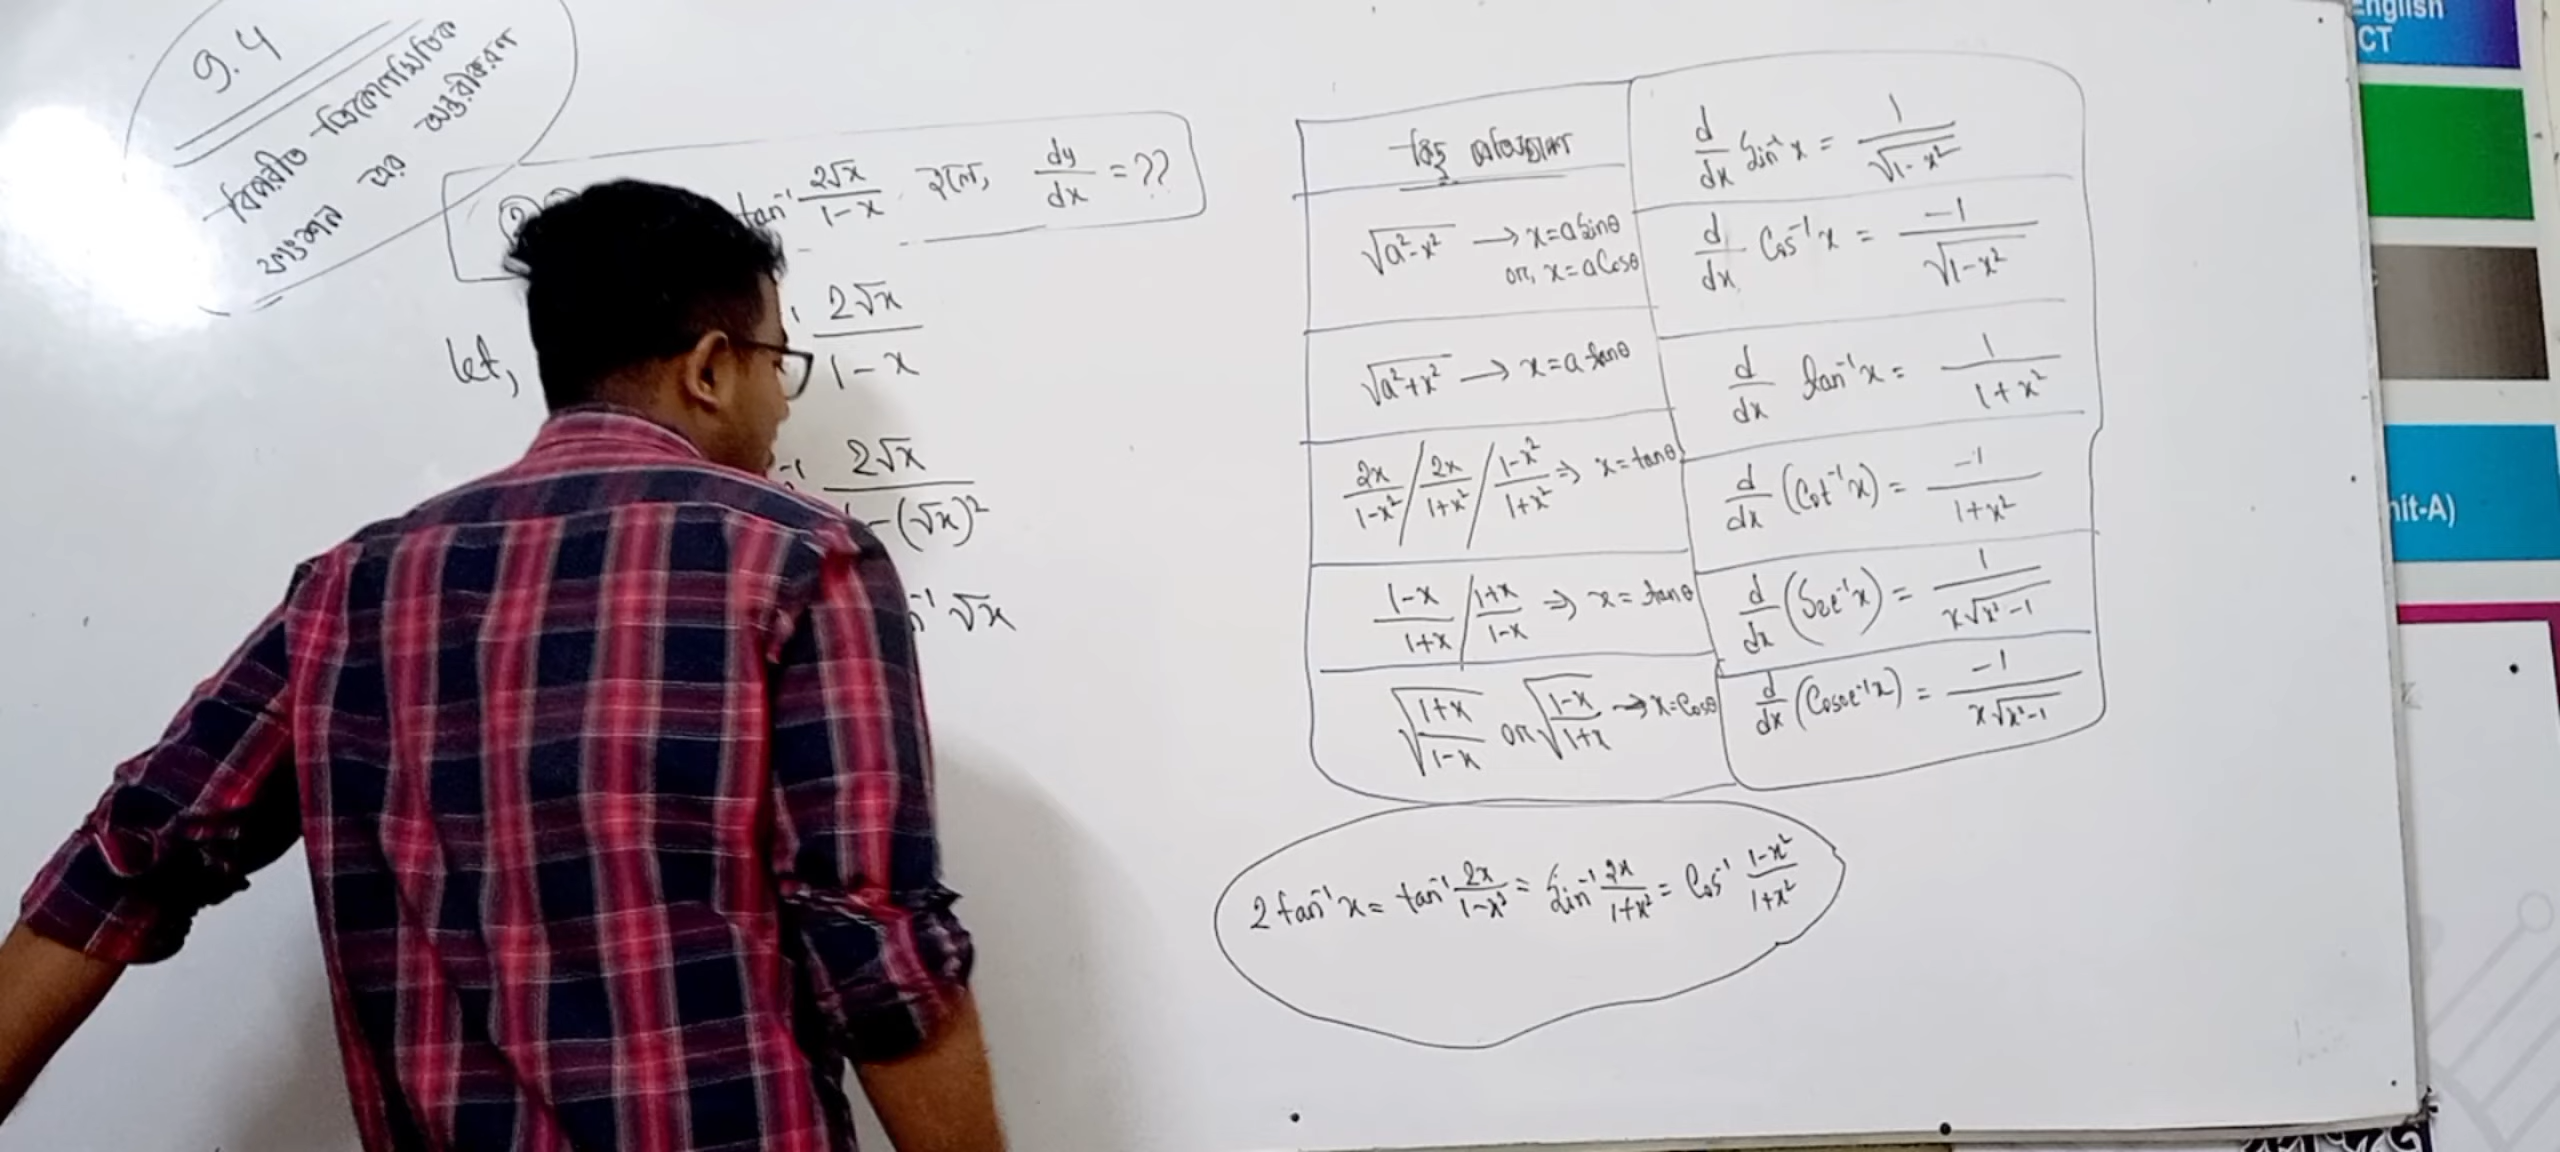 9.4
বিপরীত ত্রিকোণমিতিক
ফাংশন এর অন্তরীকরণ
tan⁻¹ 2√x/1-x হলে, dy/dx = ??
let,
2√x/1-x
2√x/-(√x)²
√x
কিছু
√a²-x² → x=a Sinθ
or, x=a Cosθ
√a²+x² → x=a tanθ
2x/1-x² / 2x/1+x² / 1-x²/1+x² ⇒ x=tanθ
1-x/1+x / 1+x/1-x ⇒ x=tanθ
√1+x/1-x or √1-x/1+x → x=Cosθ
d/dx Sin⁻¹x = 1/√1-x²
d/dx Cos⁻¹x = -1/√1-x²
d/dx tan⁻¹x = 1/1+x²
d/dx (Cot⁻¹x) = -1/1+x²
d/dx (Sec⁻¹x) = 1/x√x²-1
d/dx (Cosec⁻¹x) = -1/x√x²-1
2 tan⁻¹x = tan⁻¹ 2x/1-x² = Sin⁻¹ 2x/1+x² = Cos⁻¹ 1-x²/1+x²
English
CT
nit-A)